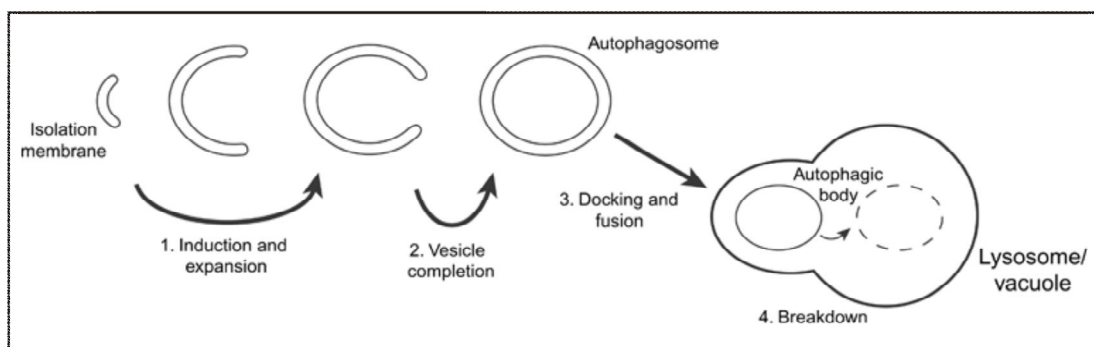 Autophagosome
Isolation
membrane
1. Induction and
expansion
2. Vesicle
completion
3. Docking and
fusion
Autophagic
body
Lysosome/
vacuole
4. Breakdown